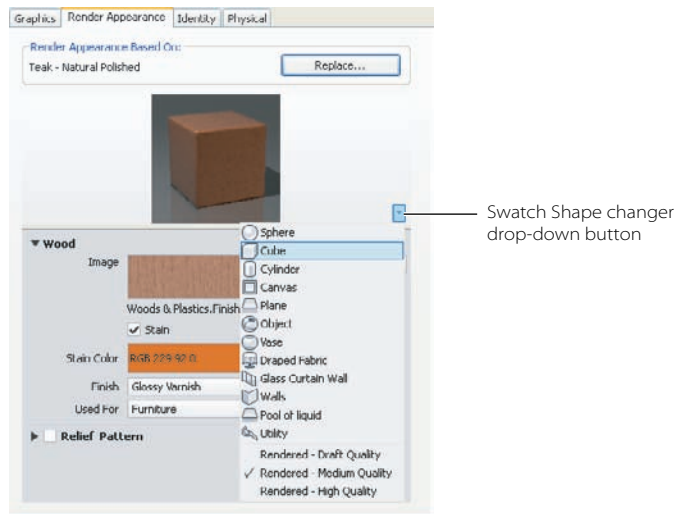 Graphics Render Appearance Identity Physical
Render Appearance Based On:
Teak - Natural Polished
Replace...
Swatch Shape changer
drop-down button
Wood
Image
Woods & Plastics.Finish
Stain
Stain Color RGB 229 92 0
Finish Glossy Varnish
Used For Furniture
Relief Pattern
Sphere
Cube
Cylinder
Canvas
Plane
Object
Vase
Draped Fabric
Glass Curtain Wall
Walls
Pool of liquid
Utility
Rendered - Draft Quality
Rendered - Medium Quality
Rendered - High Quality